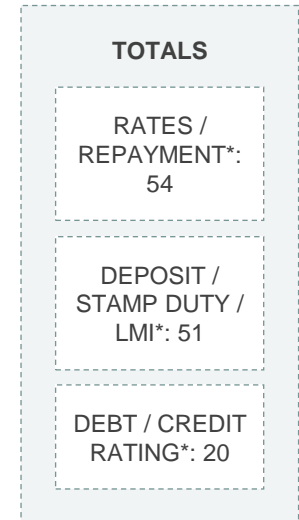 TOTALS
RATES /
REPAYMENT*:
54
DEPOSIT /
STAMP DUTY /
LMI*: 51
DEBT / CREDIT
RATING*: 20